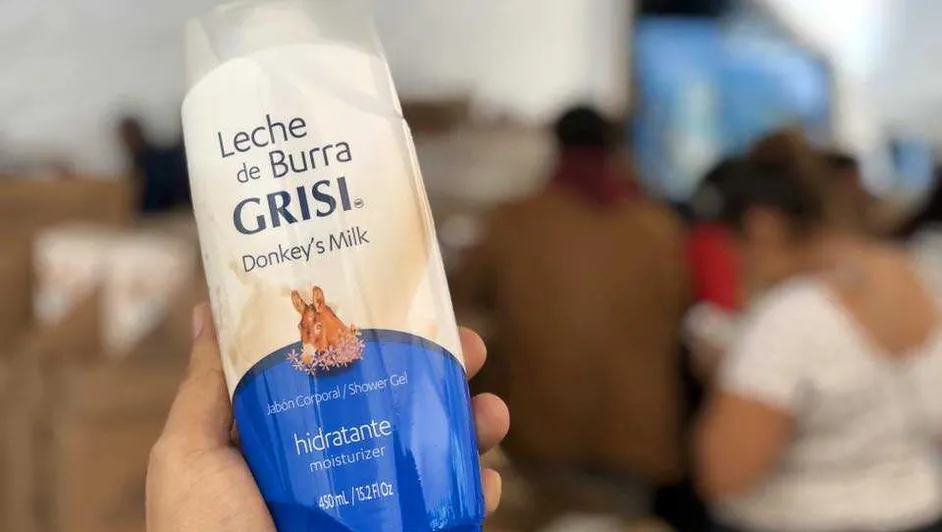 Leche
de Burra
GRISI
Donkey's Milk
Jabón Corporal / Shower Gel
hidratante
moisturizer
450 mL / 15.2 Fl Oz